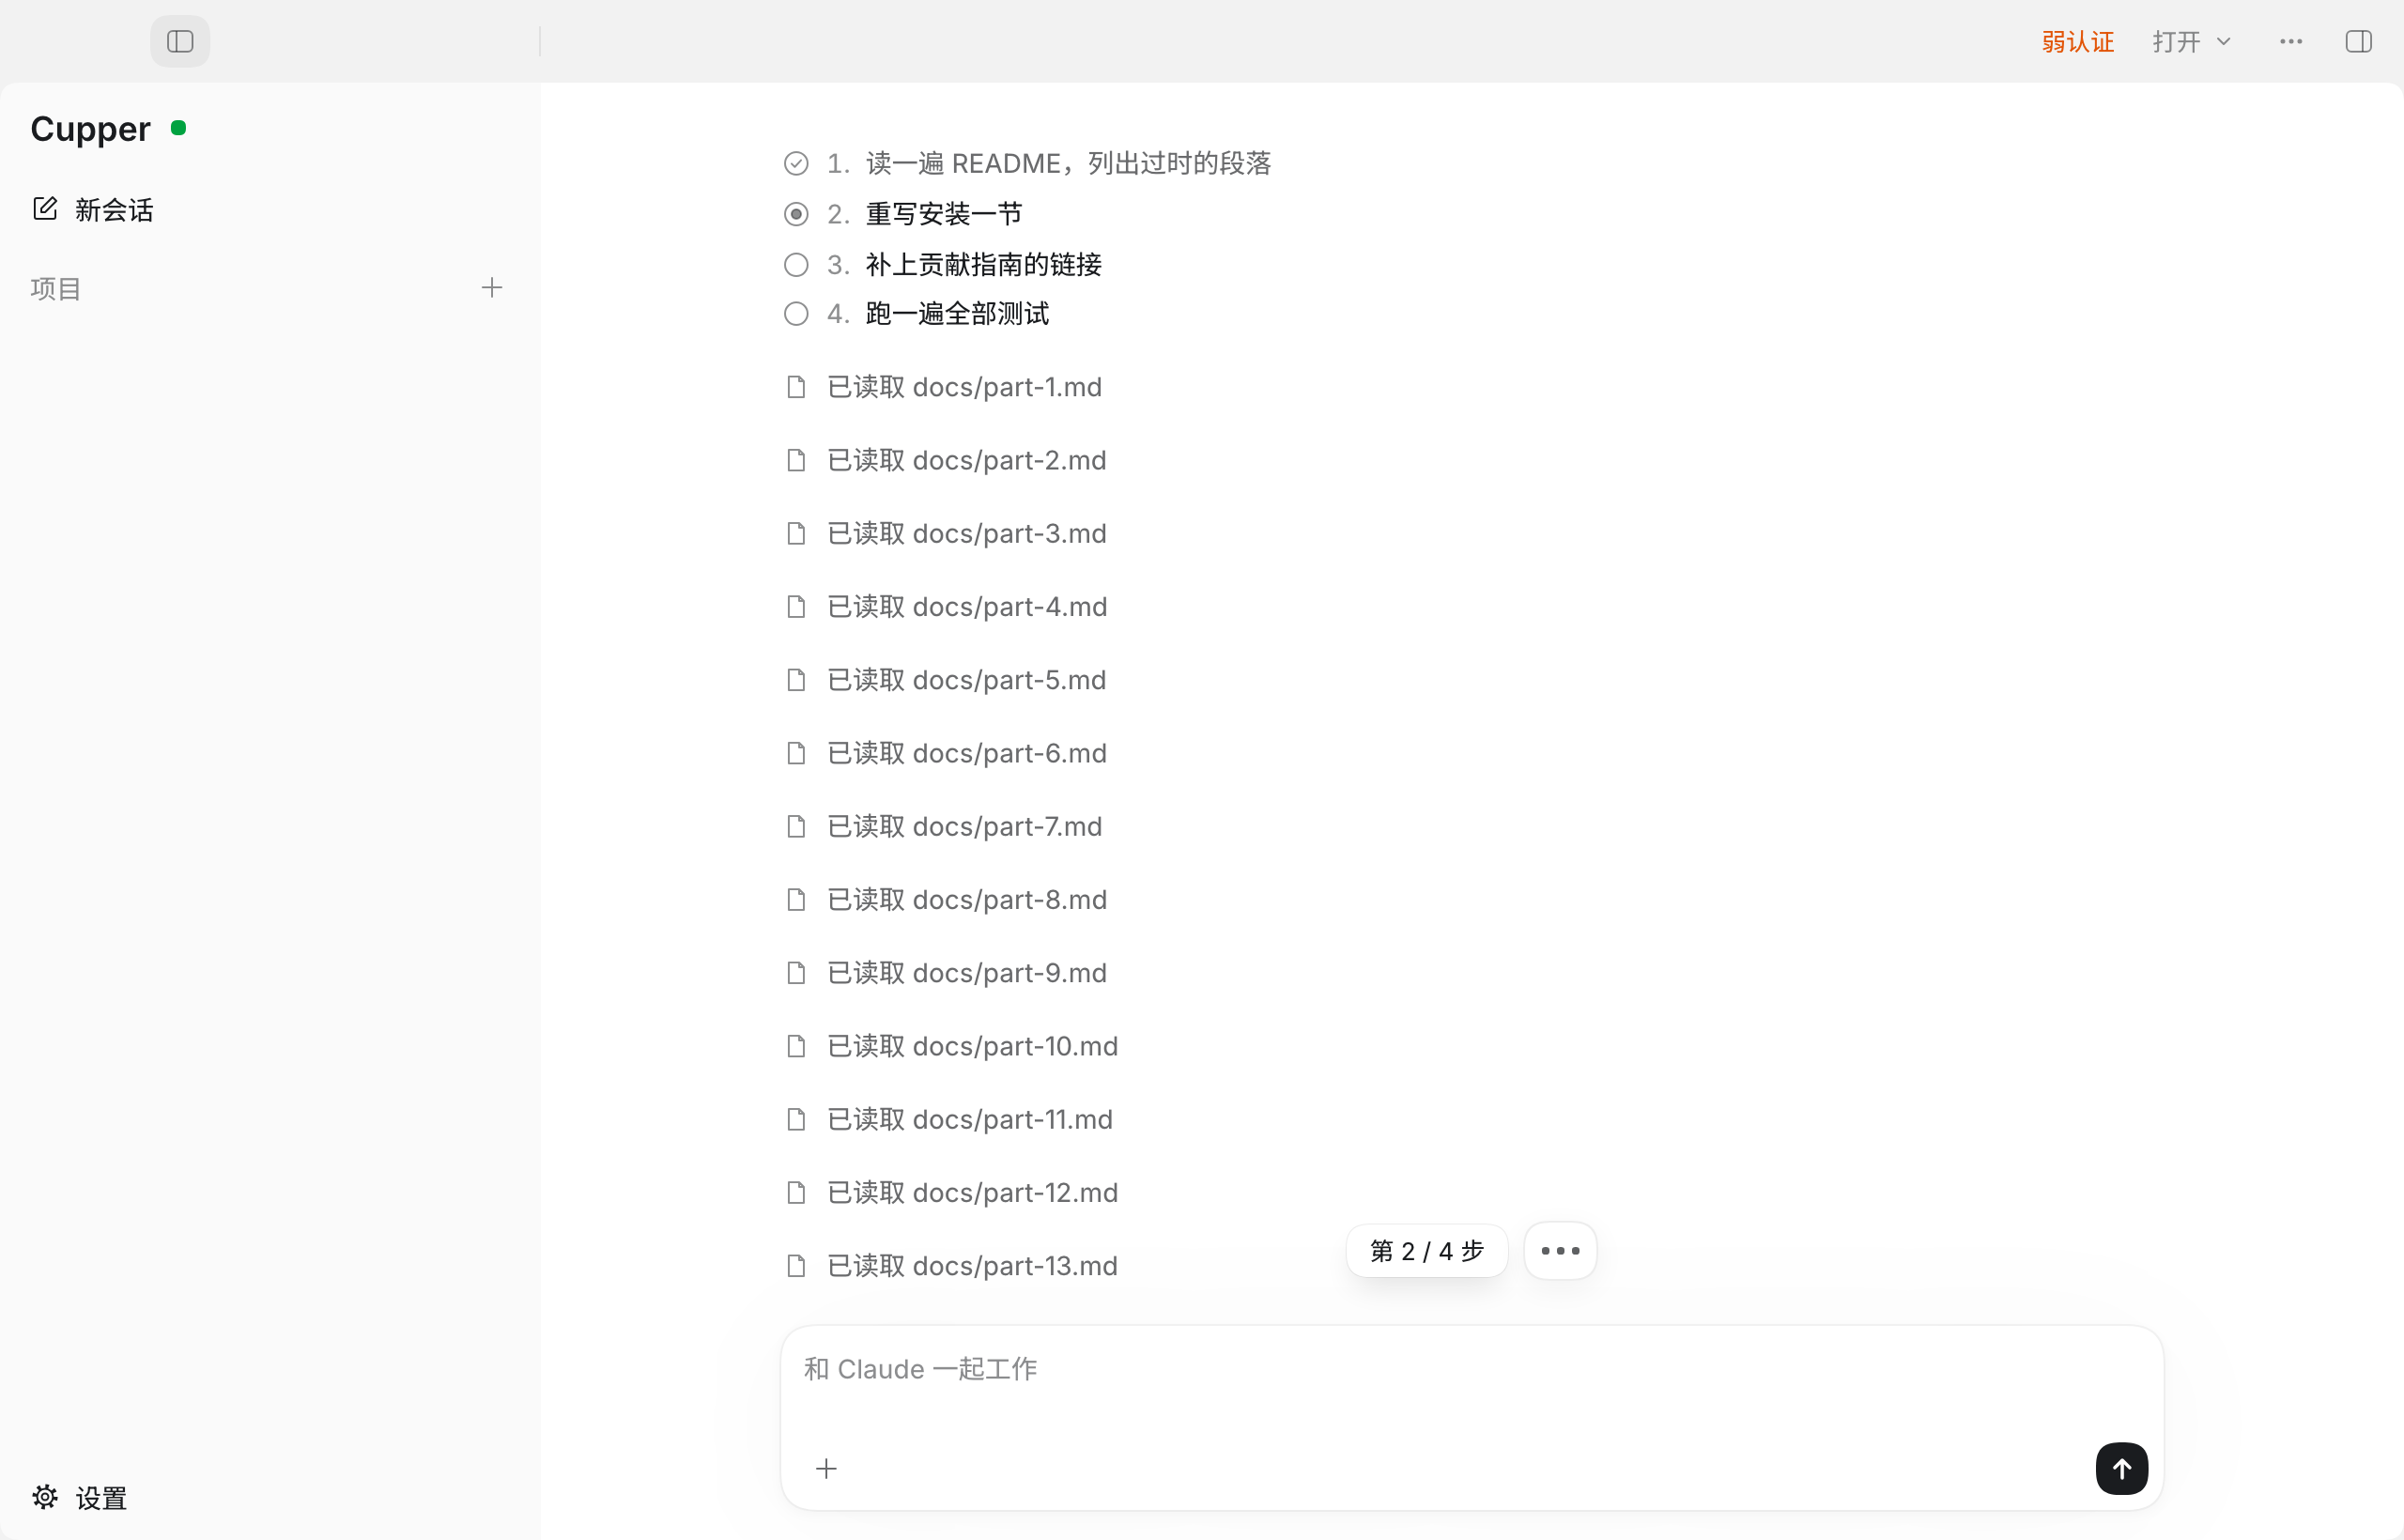 弱认证
打开
Cupper
新会话
项目
1. 读一遍 README，列出过时的段落
2. 重写安装一节
3. 补上贡献指南的链接
4. 跑一遍全部测试
已读取 docs/part-1.md
已读取 docs/part-2.md
已读取 docs/part-3.md
已读取 docs/part-4.md
已读取 docs/part-5.md
已读取 docs/part-6.md
已读取 docs/part-7.md
已读取 docs/part-8.md
已读取 docs/part-9.md
已读取 docs/part-10.md
已读取 docs/part-11.md
已读取 docs/part-12.md
已读取 docs/part-13.md
第 2 / 4 步
和 Claude 一起工作
设置